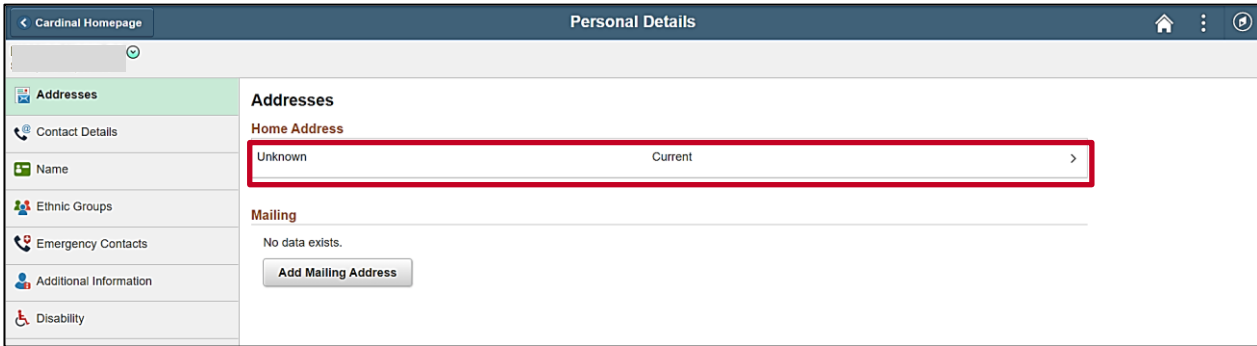 Cardinal Homepage
Personal Details
Addresses
Contact Details
Name
Ethnic Groups
Emergency Contacts
Additional Information
Disability
Addresses
Home Address
Unknown Current
Mailing
No data exists.
Add Mailing Address